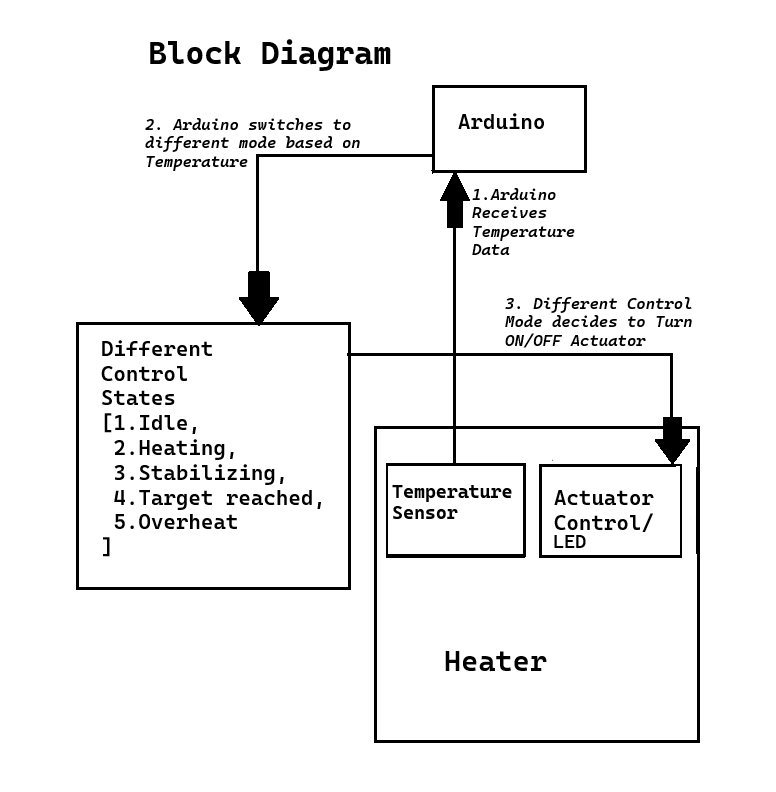 Block Diagram
Arduino
2. Arduino switches to
different mode based on
Temperature
1.Arduino
Receives
Temperature
Data
3. Different Control
Mode decides to Turn
ON/OFF Actuator
Different
Control
States
[1.Idle,
2.Heating,
3.Stabilizing,
4.Target reached,
5.Overheat
]
Temperature
Sensor
Actuator
Control/
LED
Heater